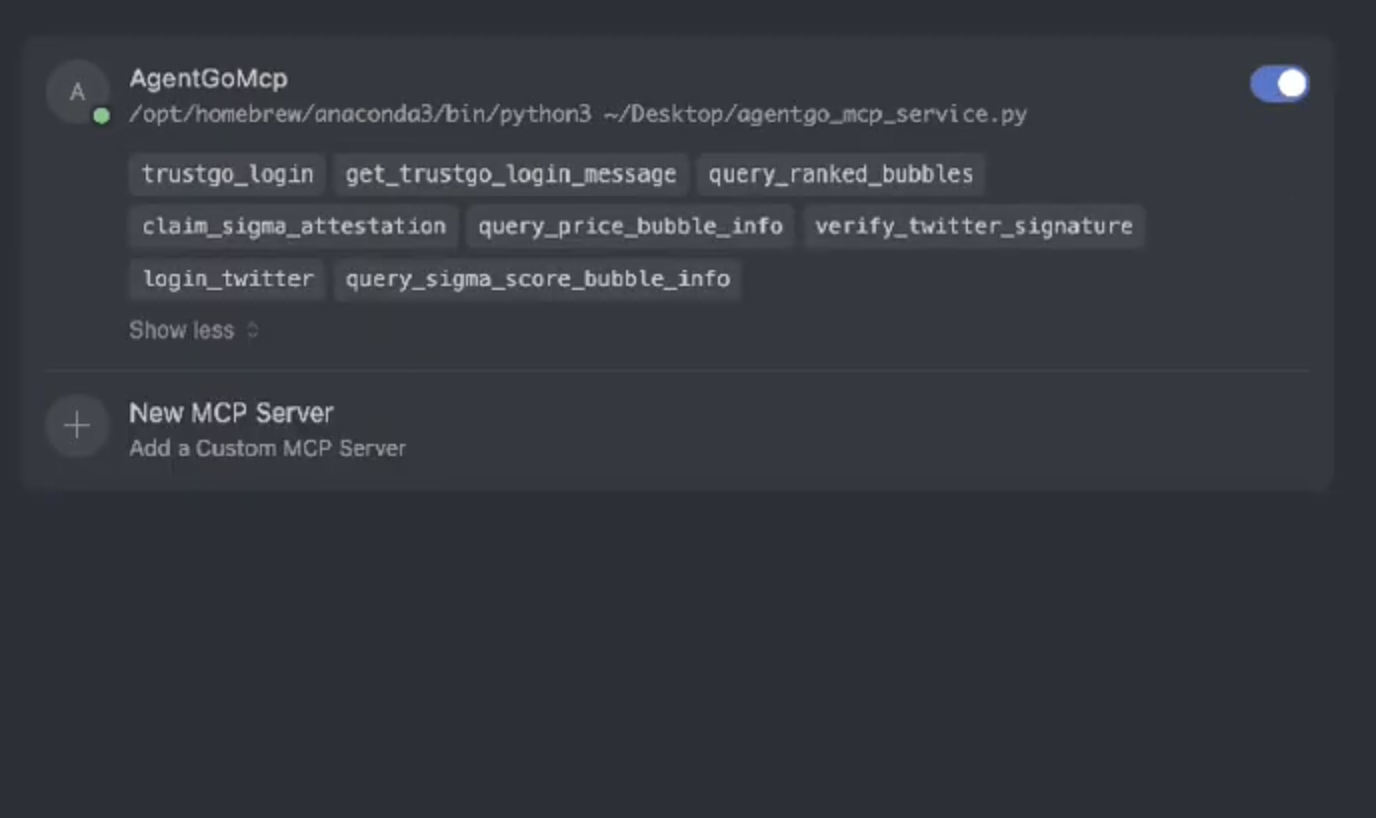 A
AgentGoMcp
/opt/homebrew/anaconda3/bin/python3 ~/Desktop/agentgo_mcp_service.py
trustgo_login get_trustgo_login_message query_ranked_bubbles
claim_sigma_attestation query_price_bubble_info verify_twitter_signature
login_twitter query_sigma_score_bubble_info
Show less
New MCP Server
Add a Custom MCP Server